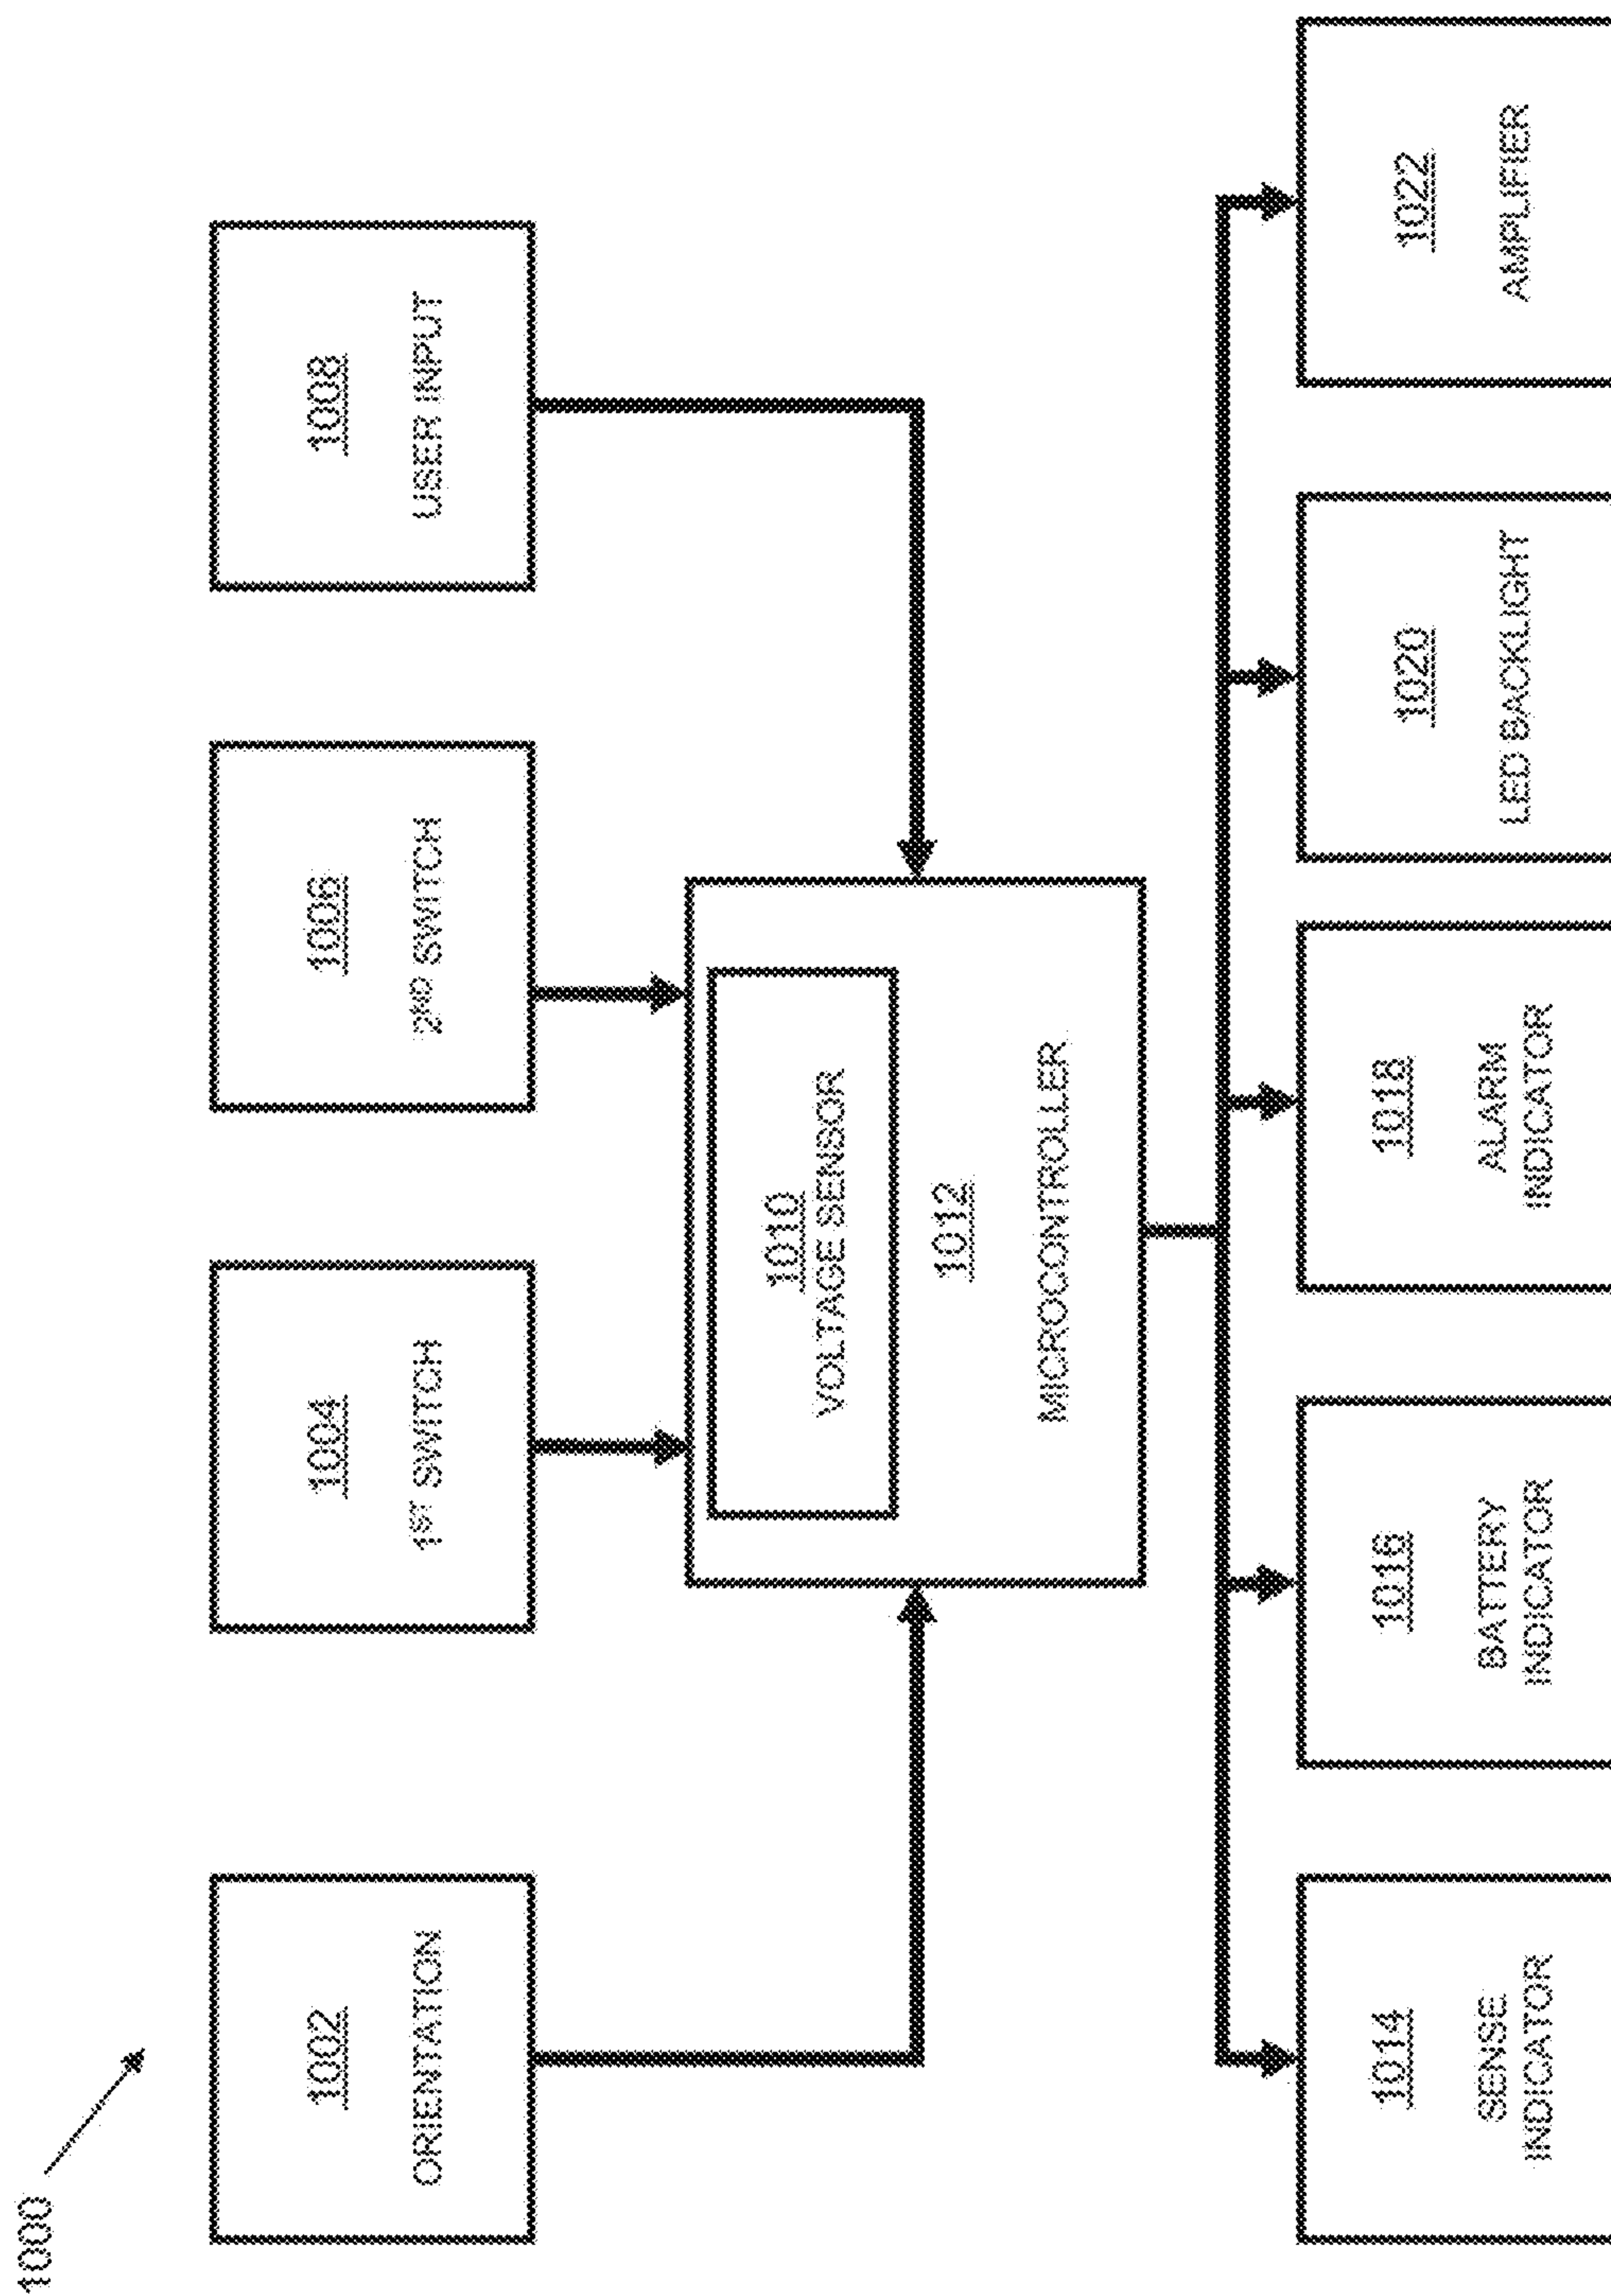 1000
1002
ORIENTATION
1004
1ST SWITCH
1006
2ND SWITCH
1008
USER INPUT
1010
VOLTAGE SENSOR
1012
MICROCONTROLLER
1014
SENSE
INDICATOR
1016
BATTERY
INDICATOR
1018
ALARM
INDICATOR
1020
LED BACKLIGHT
1022
AMPLIFIER